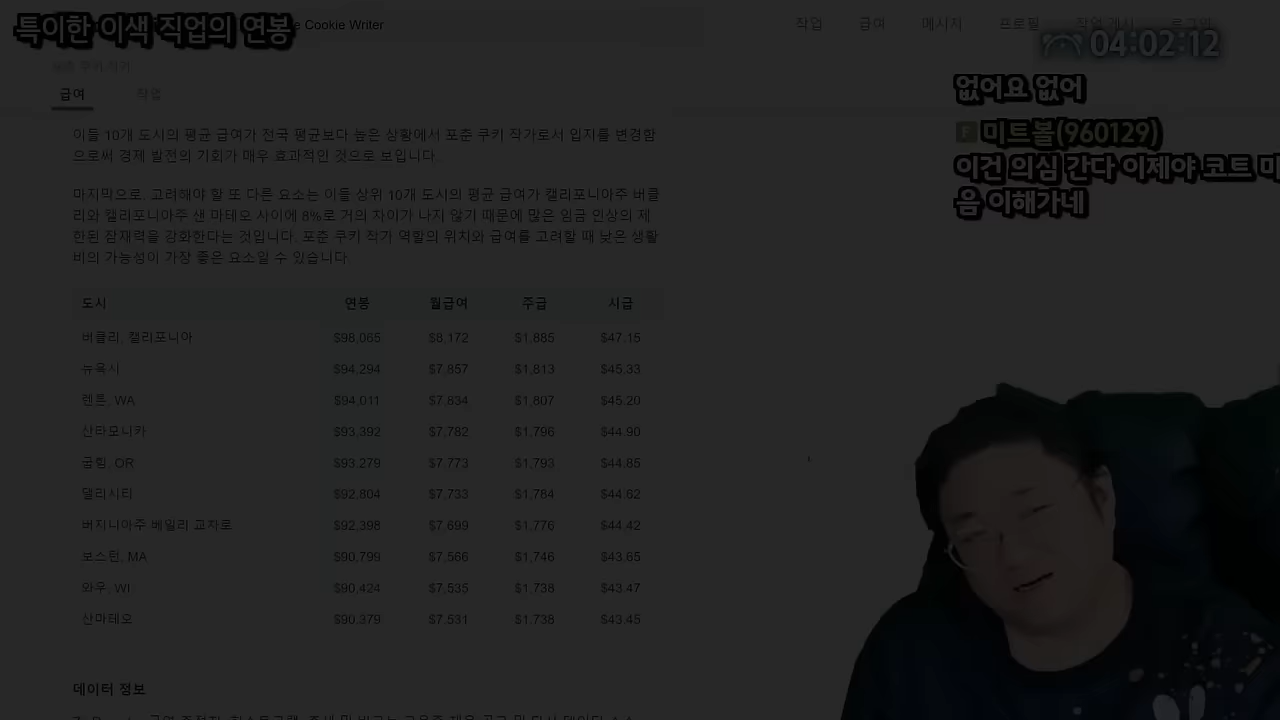 특이한 이색 직업의 연봉
e Cookie Writer
작업 급여 메시지 프로필 작업 게시 로그인
04:02:12
포춘 쿠키 작가
급여 작업
없어요 없어
F 미트볼(960129)
이건 의심 간다 이제야 코트 미
음 이해가네
이들 10개 도시의 평균 급여가 전국 평균보다 높은 상황에서 포준 쿠키 작가로서 입지를 변경함
으로써 경제 발전의 기회가 매우 효과적인 것으로 보입니다.
마지막으로, 고려해야 할 또 다른 요소는 이들 상위 10개 도시의 평균 급여가 캘리포니아주 버클
리와 캘리포니아주 샌 마테오 사이에 8%로 거의 차이가 나지 않기 때문에 많은 임금 인상의 제
한된 잠재력을 강화한다는 것입니다. 포준 쿠키 작가 역할의 위치와 급여를 고려할 때 낮은 생활
비의 가능성이 가장 좋은 요소일 수 있습니다.
도시 연봉 월급여 주급 시급
버클리, 캘리포니아 $98,065 $8,172 $1,885 $47.15
뉴욕시 $94,294 $7,857 $1,813 $45.33
렌톤, WA $94,011 $7,834 $1,807 $45.20
산타모니카 $93,392 $7,782 $1,796 $44.90
굴림, OR $93,279 $7,773 $1,793 $44.85
댈리시티 $92,804 $7,733 $1,784 $44.62
버지니아주 베일리 교차로 $92,398 $7,699 $1,776 $44.42
보스턴, MA $90,799 $7,566 $1,746 $43.65
와우, WI $90,424 $7,535 $1,738 $43.47
산마테오 $90,379 $7,531 $1,738 $43.45
데이터 정보